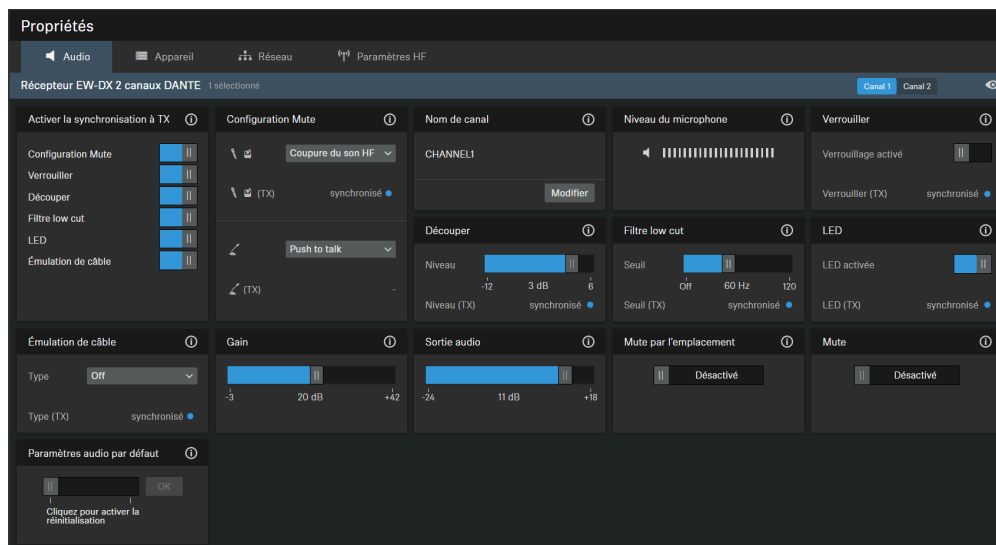 Propriétés
Audio Appareil Réseau Paramètres HF
Récepteur EW-DX 2 canaux DANTE 1 sélectionné Canal 1 Canal 2
Activer la synchronisation à TX
Configuration Mute
Verrouiller
Découper
Filtre low cut
LED
Émulation de câble
Configuration Mute
Coupure du son HF
(TX) synchronisé
Push to talk
(TX) -
Nom de canal
CHANNEL1
Modifier
Niveau du microphone
Verrouiller
Verrouillage activé
Verrouiller (TX) synchronisé
Découper
Niveau
-12 3 dB 6
Niveau (TX) synchronisé
Filtre low cut
Seuil
Off 60 Hz 120
Seuil (TX) synchronisé
LED
LED activée
LED (TX) synchronisé
Émulation de câble
Type Off
Type (TX) synchronisé
Gain
-3 20 dB +42
Sortie audio
-24 11 dB +18
Mute par l'emplacement
Désactivé
Mute
Désactivé
Paramètres audio par défaut
OK
Cliquez pour activer la
réinitialisation